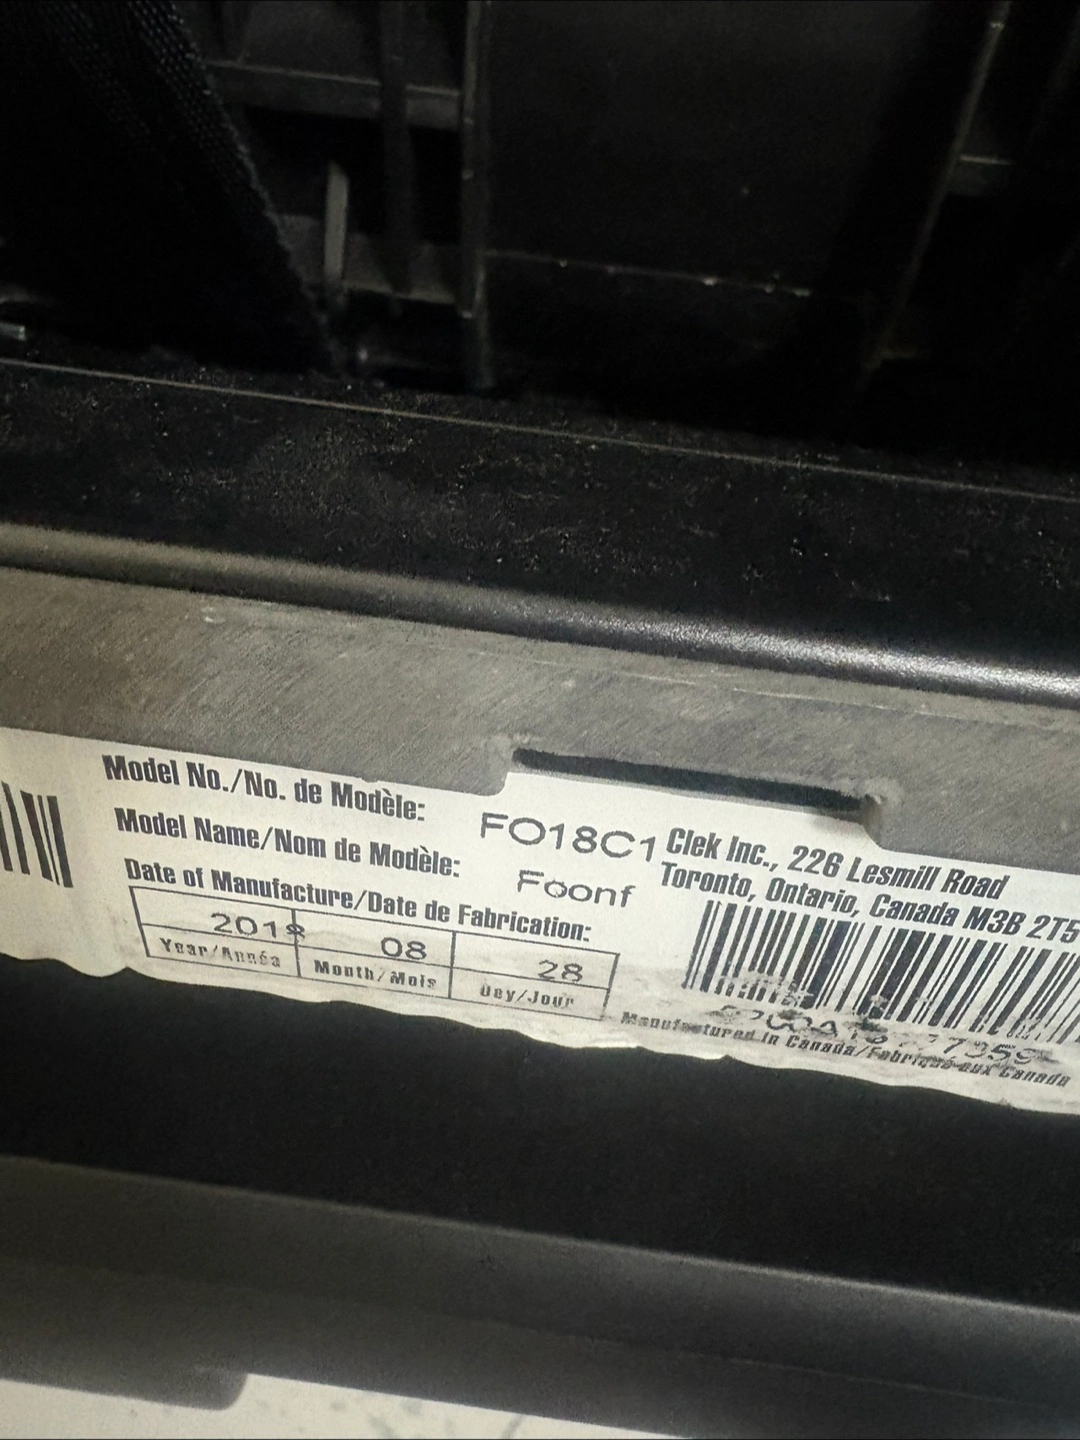 Model No./No. de Modèle: FO18C1
Model Name/Nom de Modèle: Foonf
Date of Manufacture/Date de Fabrication:
2018 08 28
Year/Année Month/Mois Day/Jour
Clek Inc., 226 Lesmill Road
Toronto, Ontario, Canada M3B 2T5
Manufactured in Canada/Fabriqué aux Canada